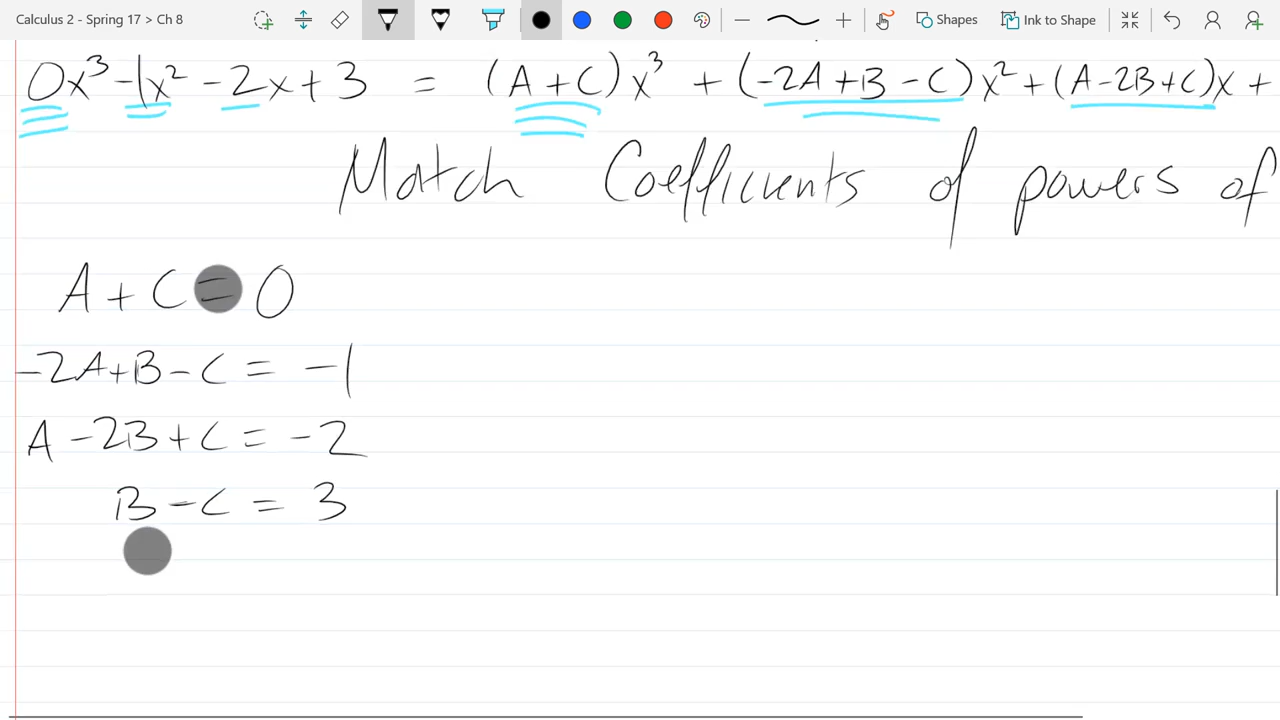 Calculus 2 - Spring 17 > Ch 8
Shapes
Ink to Shape
0x³ - 1x² - 2x + 3 = (A + C)x³ + (-2A + B - C)x² + (A - 2B + C)x +
Match Coefficients of powers of
A + C = 0
-2A + B - C = -1
A - 2B + C = -2
B - C = 3